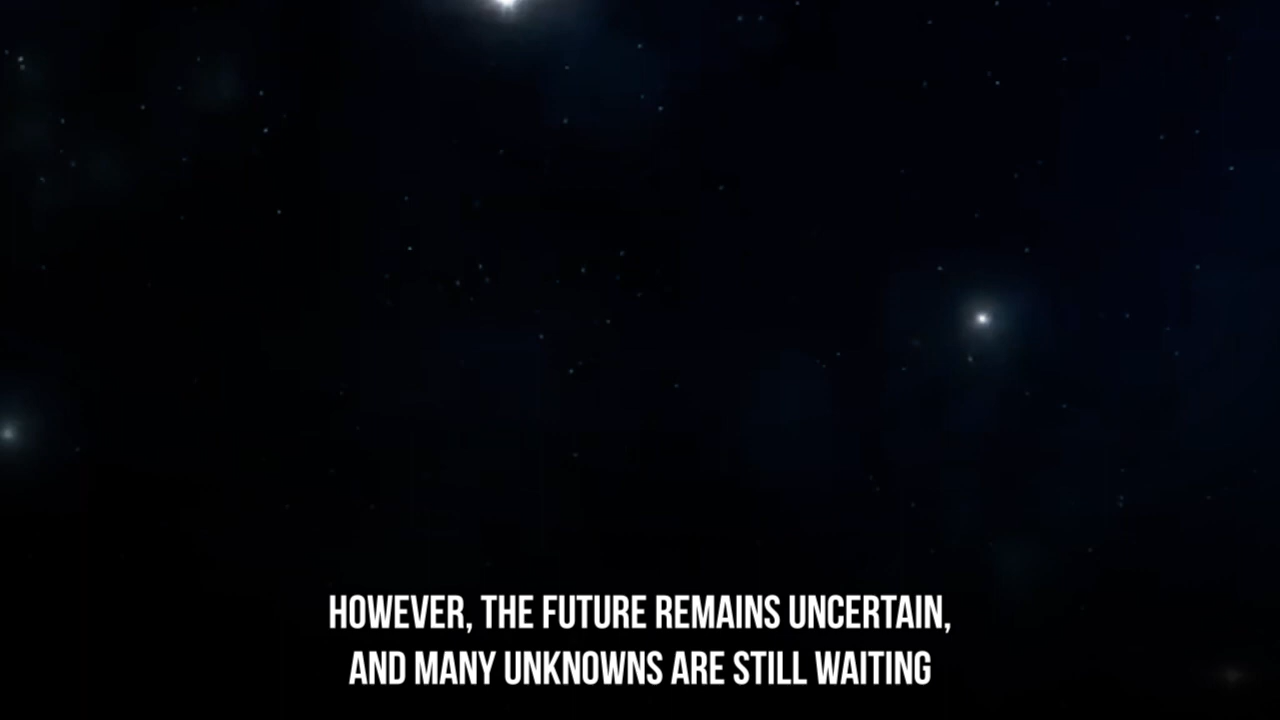 HOWEVER, THE FUTURE REMAINS UNCERTAIN,
AND MANY UNKNOWNS ARE STILL WAITING